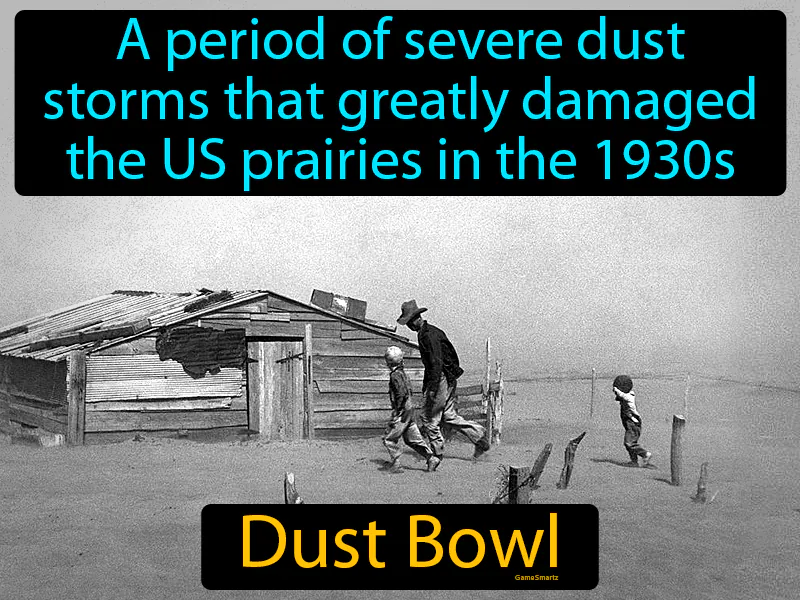 A period of severe dust
storms that greatly damaged
the US prairies in the 1930s
Dust Bowl
GameSmartz